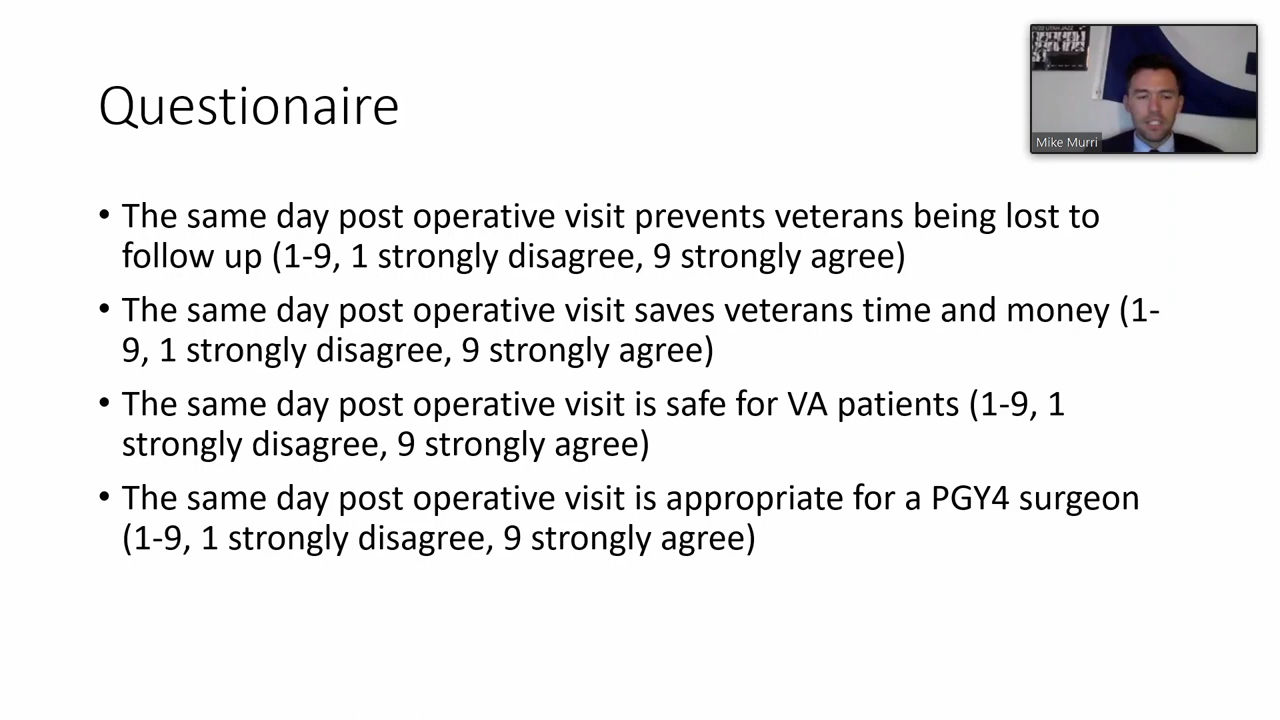 Questionaire
Mike Murri
• The same day post operative visit prevents veterans being lost to
follow up (1-9, 1 strongly disagree, 9 strongly agree)
• The same day post operative visit saves veterans time and money (1-
9, 1 strongly disagree, 9 strongly agree)
• The same day post operative visit is safe for VA patients (1-9, 1
strongly disagree, 9 strongly agree)
• The same day post operative visit is appropriate for a PGY4 surgeon
(1-9, 1 strongly disagree, 9 strongly agree)